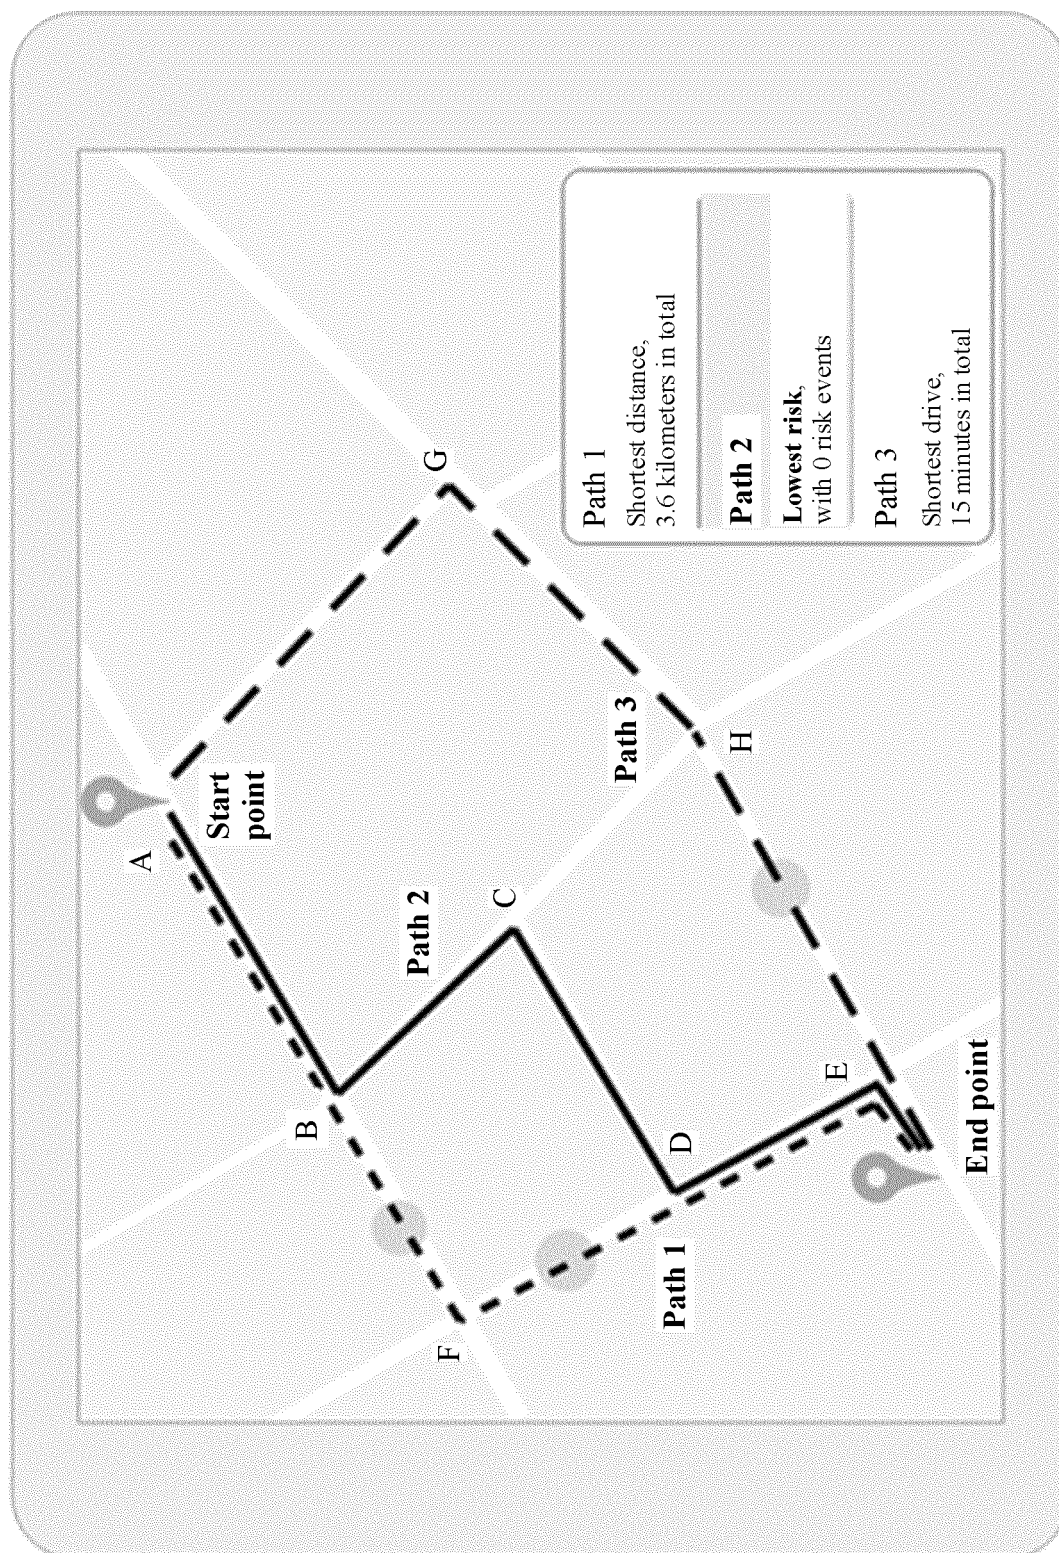 A
Start
point
B
Path 2
C
G
F
Path 1
D
Path 3
H
E
End point
Path 1
Shortest distance,
3.6 kilometers in total
Path 2
Lowest risk,
with 0 risk events
Path 3
Shortest drive,
15 minutes in total